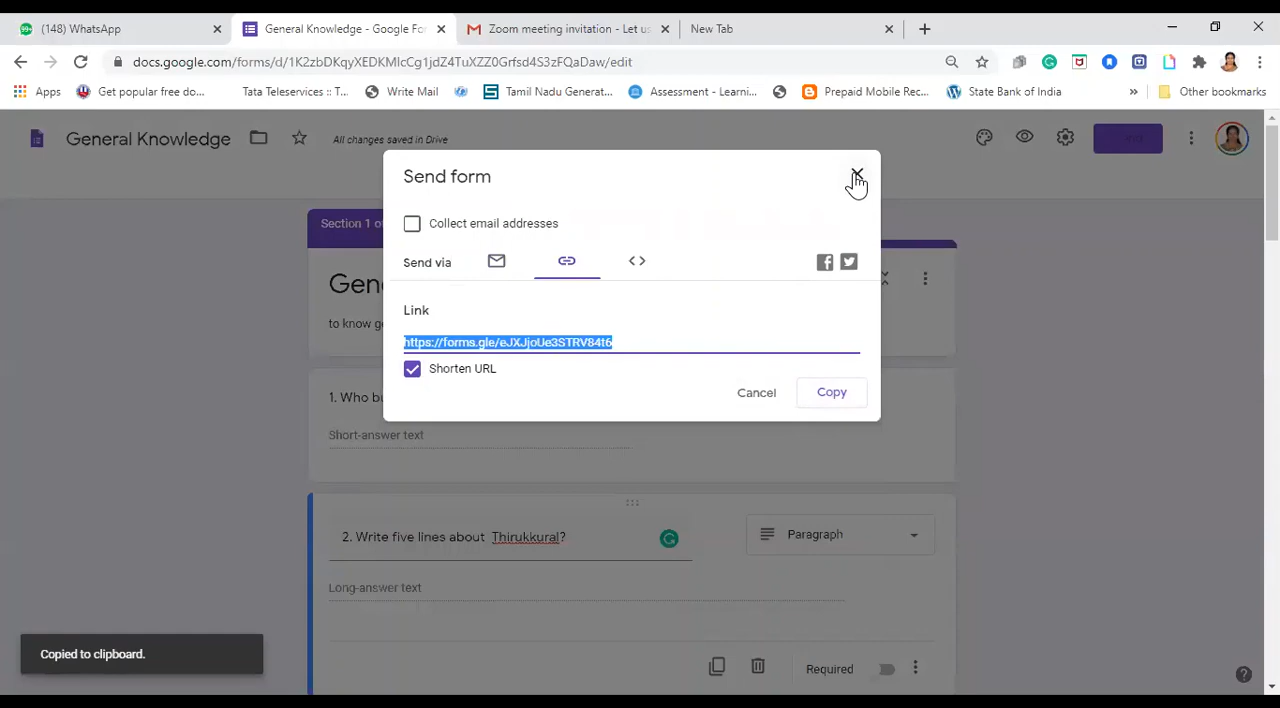 (148) WhatsApp
General Knowledge - Google For
Zoom meeting invitation - Let us
New Tab
docs.google.com/forms/d/1K2zbDKqyXEDKMlcCg1jdZ4TblZZ0Grfs84S3zFQaDaw/edit
Apps
Get popular free do...
Tata Teleservices :: T...
Write Mail
Tamil Nadu Generat...
Assessment - Learni...
Prepaid Mobile Rec...
State Bank of India
»
Other bookmarks
General Knowledge
All changes saved in Drive
Send form
Collect email addresses
Section 1 of
Send via
Gen
to know ge
Link
https://forms.gle/eJXJjoUe3STRV84t6
Shorten URL
Cancel
Copy
1. Who bu
Short-answer text
2. Write five lines about Thirukkural?
Paragraph
Long-answer text
Copied to clipboard.
Required